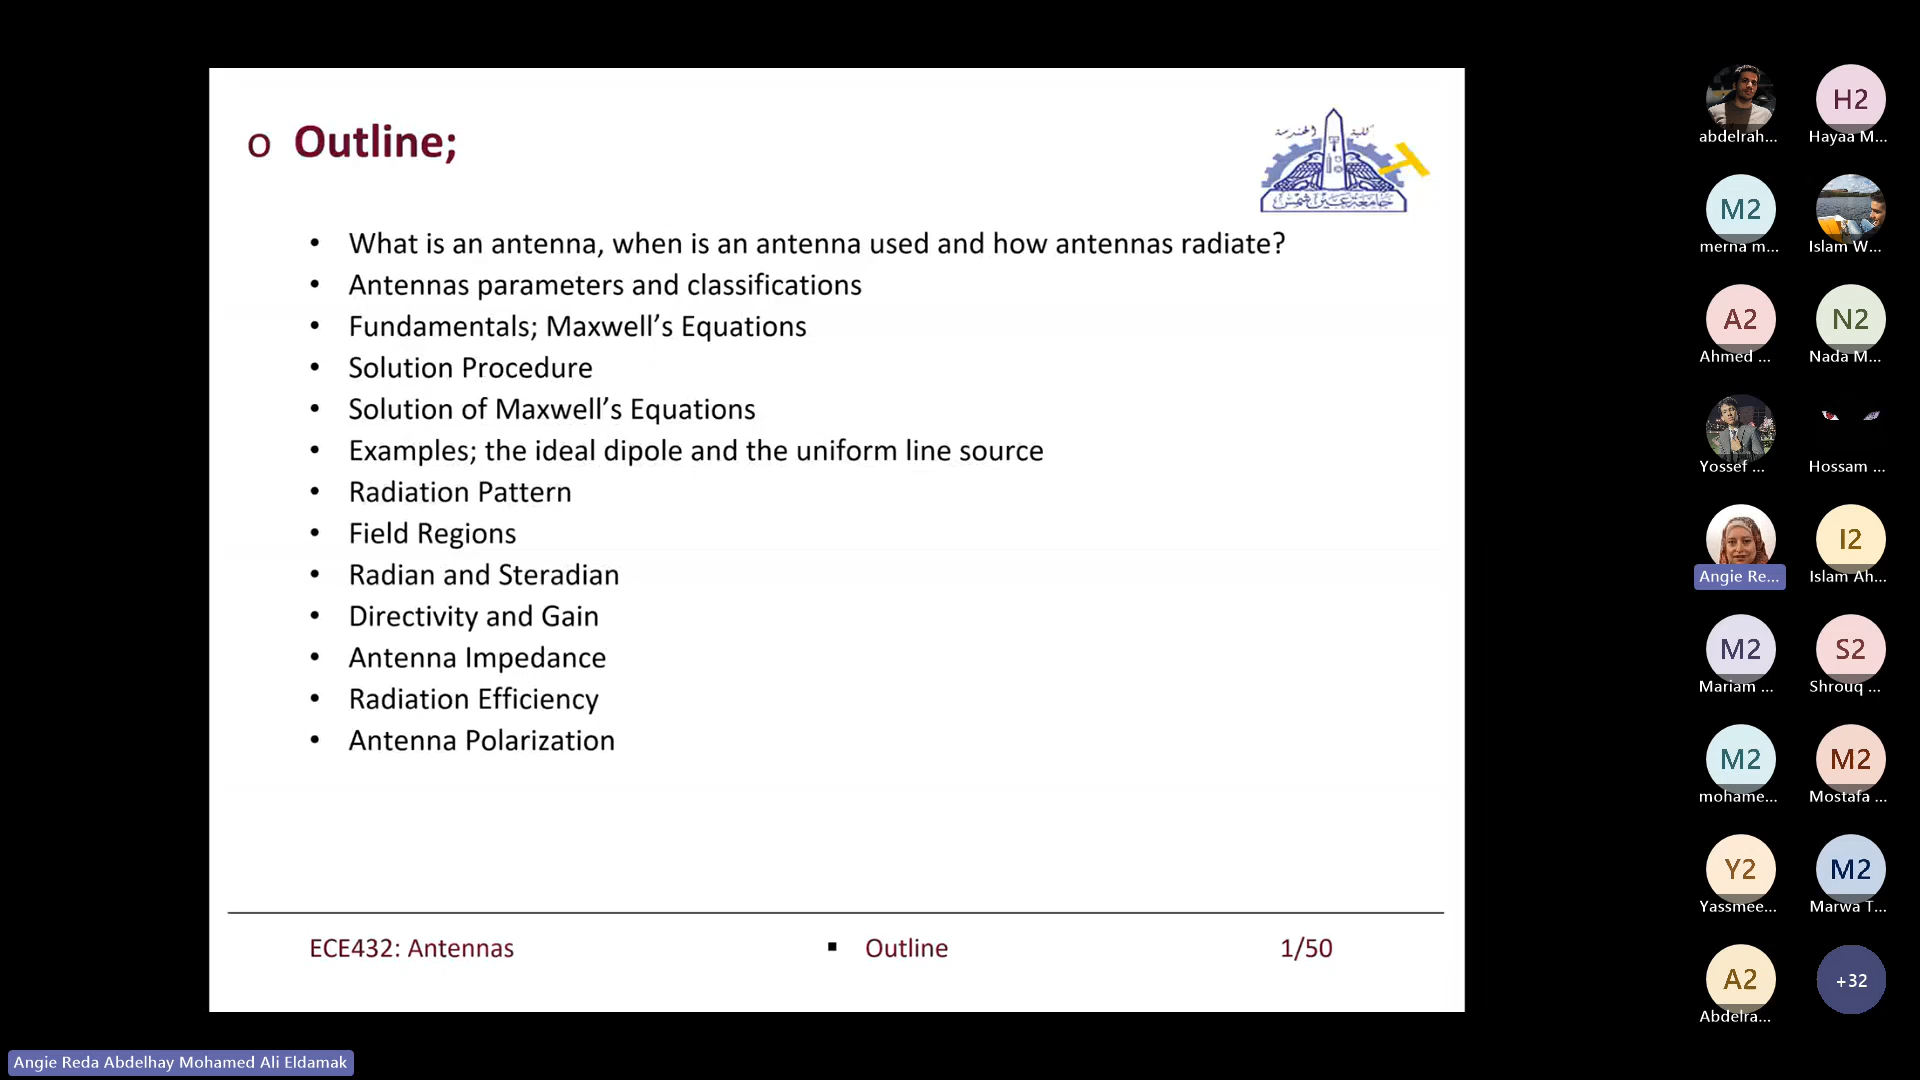 o Outline;
كلية الهندسة
جامعة عين شمس
• What is an antenna, when is an antenna used and how antennas radiate?
• Antennas parameters and classifications
• Fundamentals; Maxwell’s Equations
• Solution Procedure
• Solution of Maxwell’s Equations
• Examples; the ideal dipole and the uniform line source
• Radiation Pattern
• Field Regions
• Radian and Steradian
• Directivity and Gain
• Antenna Impedance
• Radiation Efficiency
• Antenna Polarization
ECE432: Antennas ▪ Outline 1/50
Angie Reda Abdelhay Mohamed Ali Eldamak
H2
abdelrah... Hayaa M...
M2
merna m... Islam W...
A2 N2
Ahmed ... Nada M...
Yossef ... Hossam ...
I2
Angie Re... Islam Ah...
M2 S2
Mariam ... Shrouq ...
M2 M2
mohame... Mostafa ...
Y2 M2
Yassmee... Marwa T...
A2 +32
Abdelra...